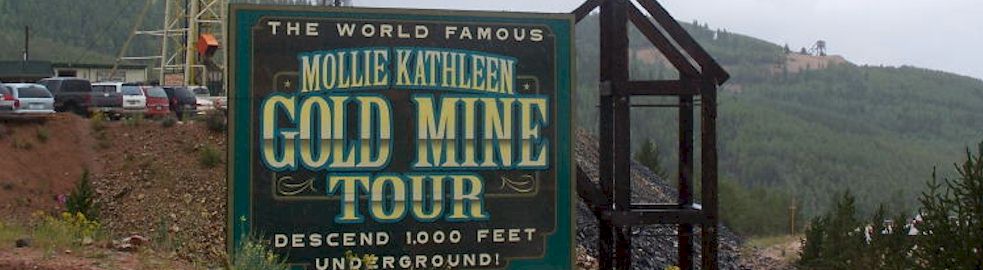 THE WORLD FAMOUS
MOLLIE KATHLEEN
GOLD MINE
TOUR
DESCEND 1,000 FEET
UNDERGROUND!